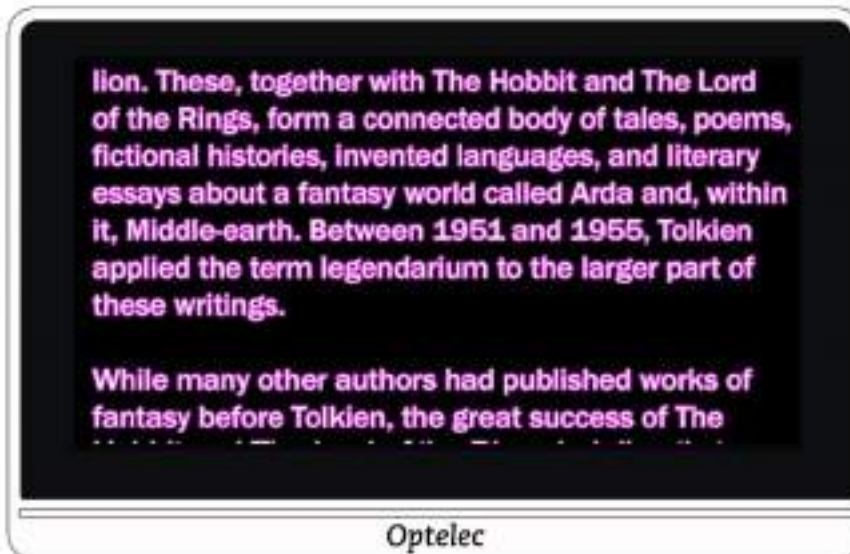 lion. These, together with The Hobbit and The Lord
of the Rings, form a connected body of tales, poems,
fictional histories, invented languages, and literary
essays about a fantasy world called Arda and, within
it, Middle-earth. Between 1951 and 1955, Tolkien
applied the term legendarium to the larger part of
these writings.
While many other authors had published works of
fantasy before Tolkien, the great success of The
Optelec